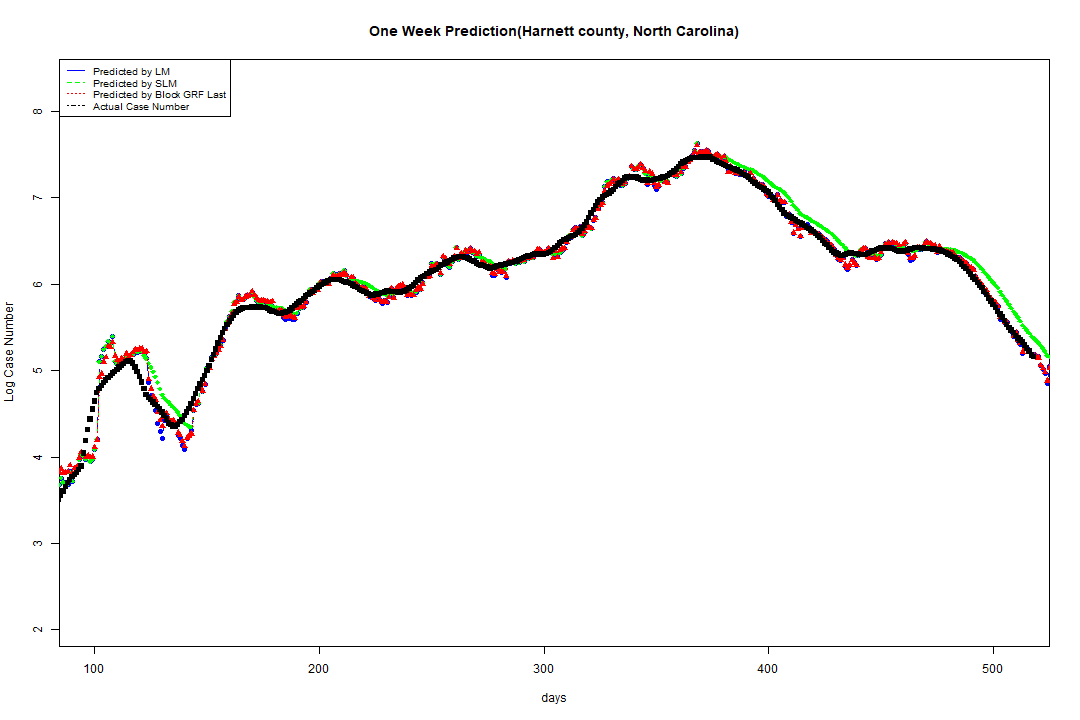 One Week Prediction(Harnett county, North Carolina)
Predicted by LM
Predicted by SLM
Predicted by Block GRF Last
Actual Case Number
Log Case Number
8
7
6
5
4
3
2
100 200 300 400 500
days